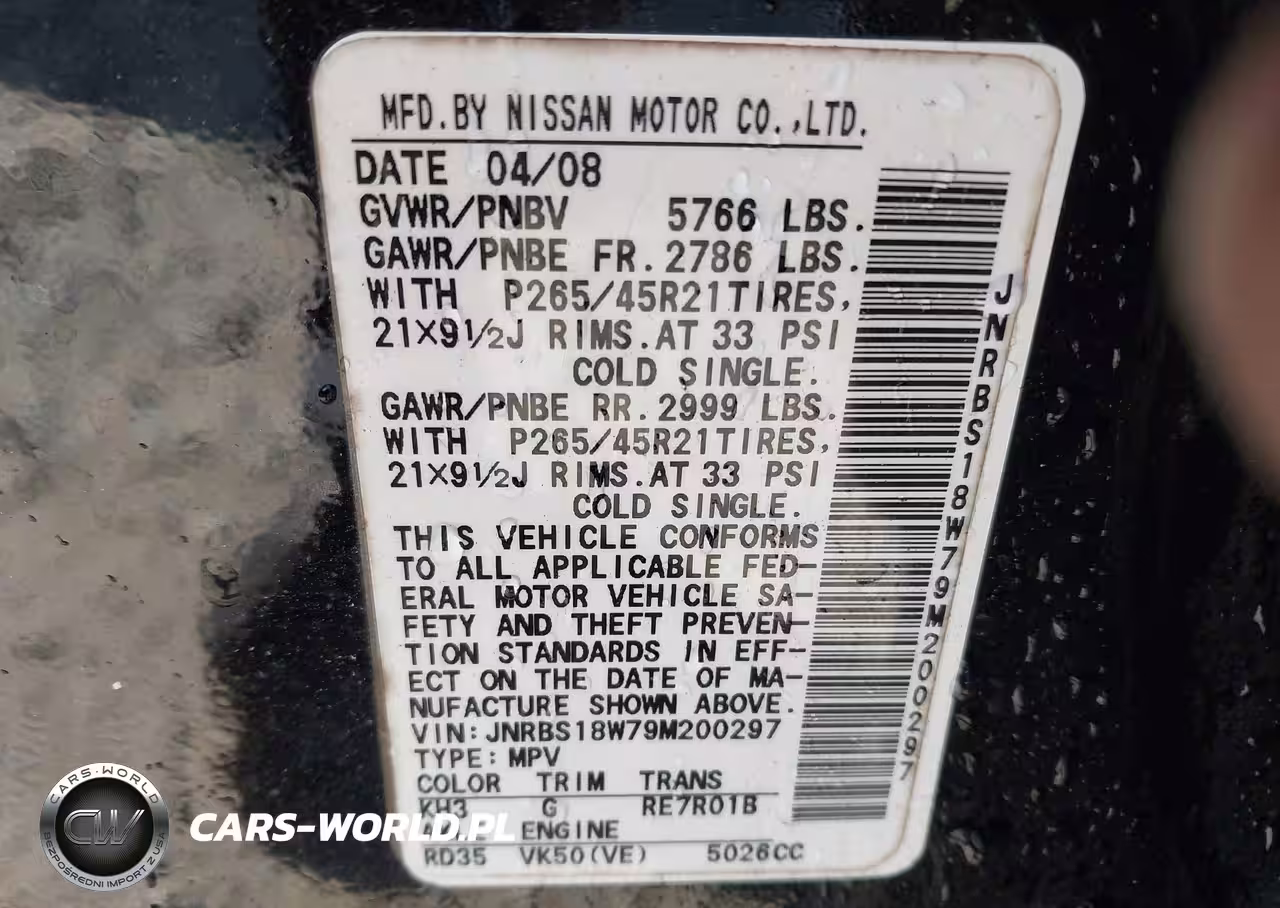 MFD.BY NISSAN MOTOR CO.,LTD.
DATE 04/08
GVWR/PNBV 5766 LBS.
GAWR/PNBE FR.2786 LBS.
WITH P265/45R21TIRES,
21×9½J RIMS.AT 33 PSI
COLD SINGLE.
GAWR/PNBE RR.2999 LBS.
WITH P265/45R21TIRES,
21×9½J RIMS.AT 33 PSI
COLD SINGLE.
THIS VEHICLE CONFORMS
TO ALL APPLICABLE FED-
ERAL MOTOR VEHICLE SA-
FETY AND THEFT PREVEN-
TION STANDARDS IN EFF-
ECT ON THE DATE OF MA-
NUFACTURE SHOWN ABOVE.
VIN:JNRBS18W79M200297
TYPE:MPV
COLOR TRIM TRANS
KH3 G RE7R01B
ENGINE
RD35 VK50(VE) 5026CC
JNRBS18W79M200297
CARS-WORLD
CW
BEZPOŚREDNI IMPORT Z USA
CARS-WORLD.PL